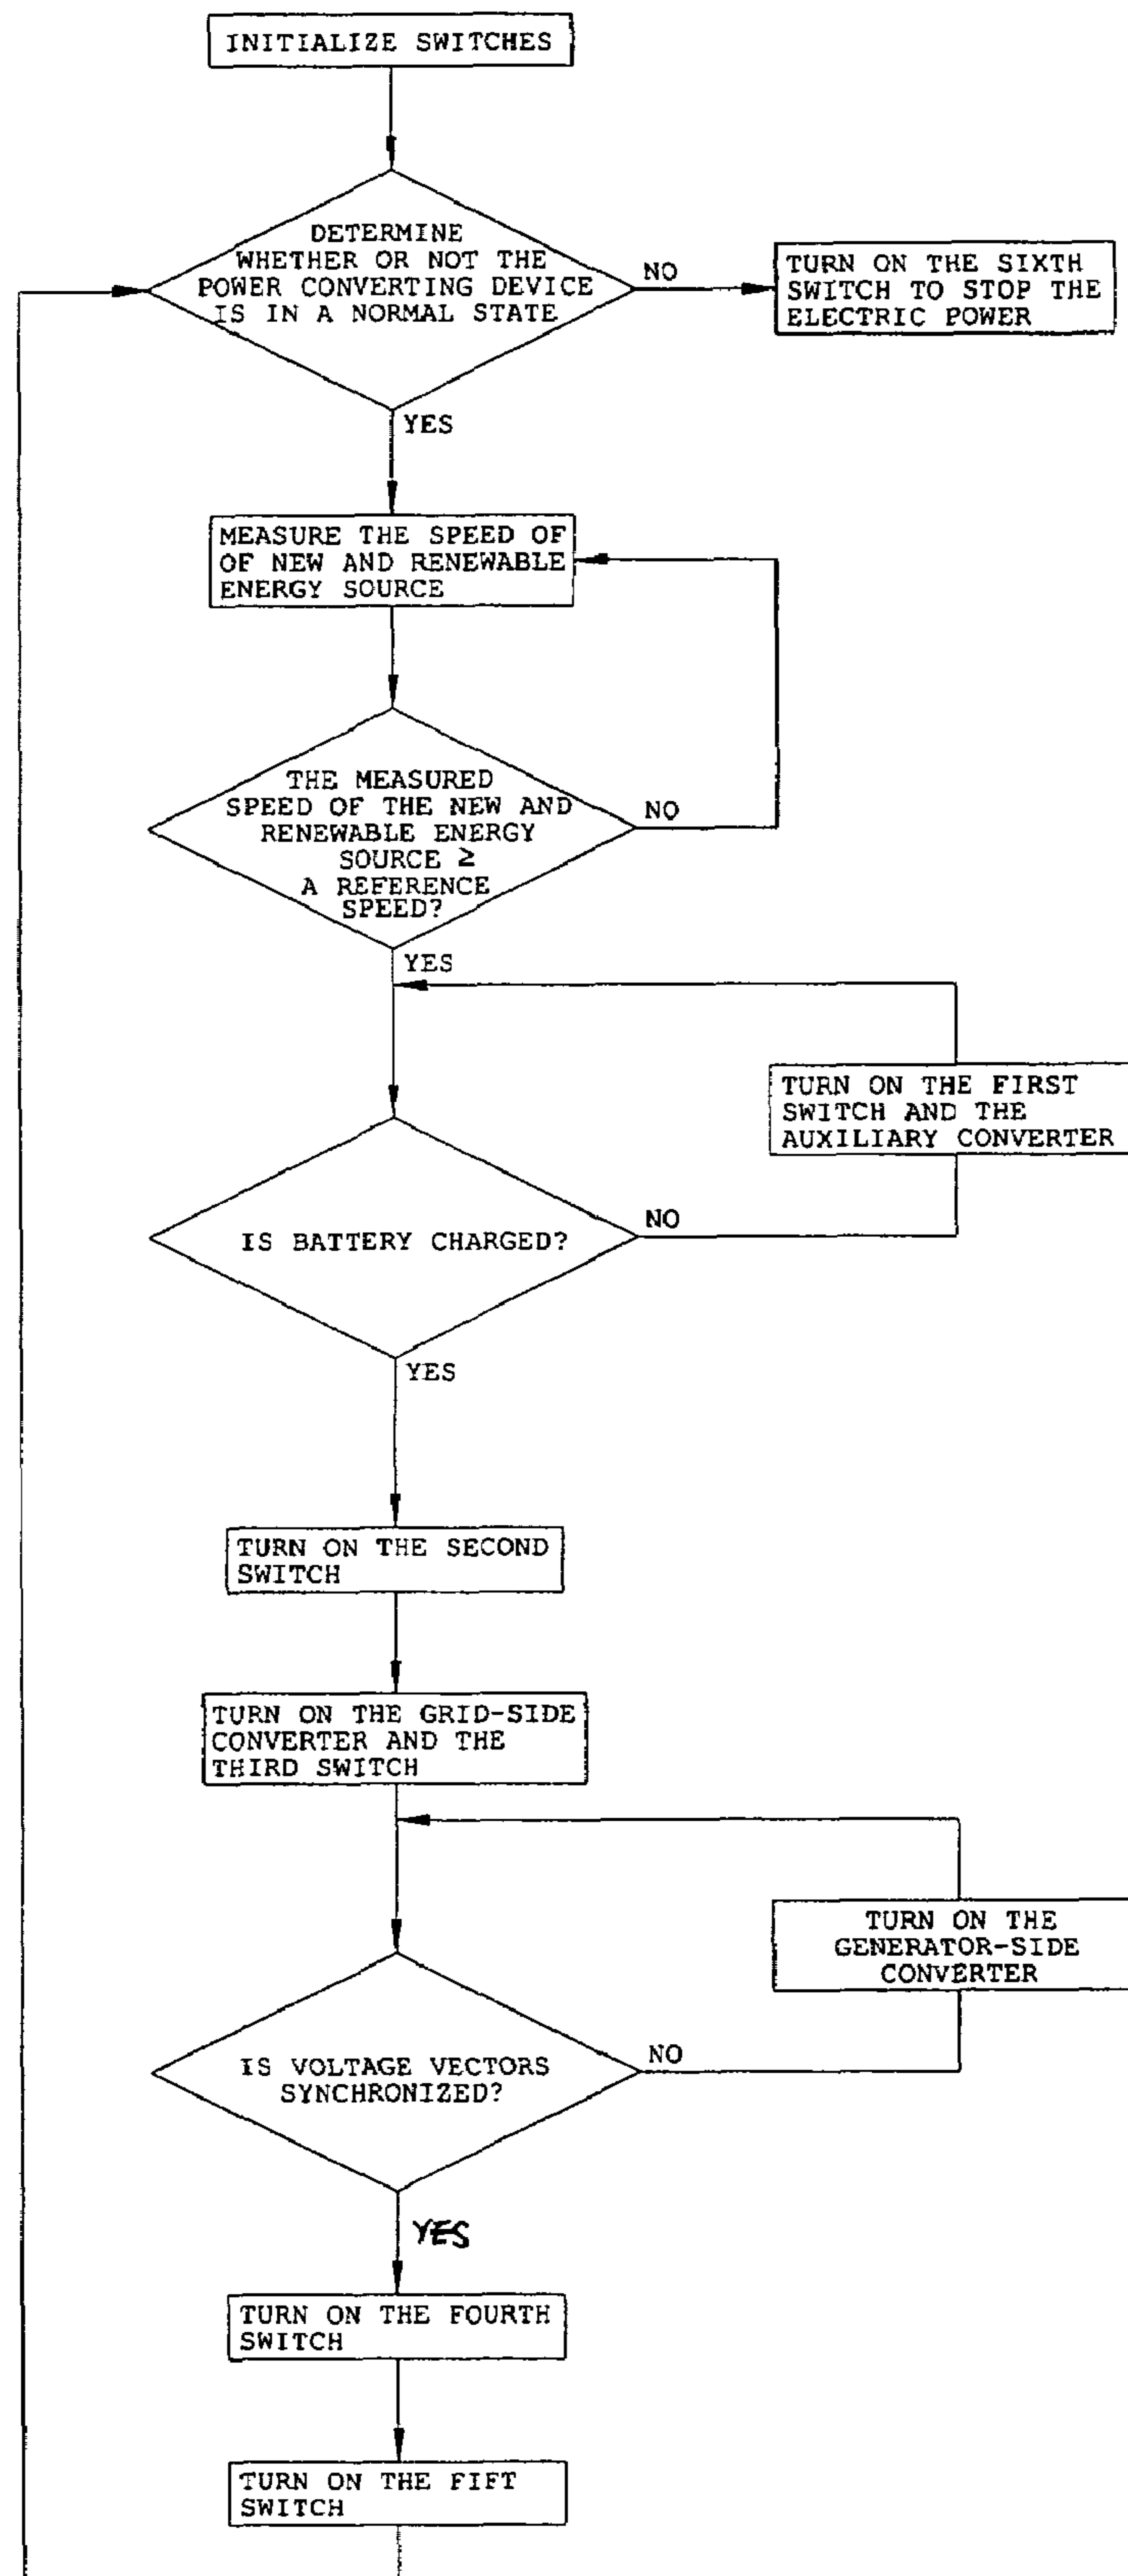 INITIALIZE SWITCHES
DETERMINE
WHETHER OR NOT THE
POWER CONVERTING DEVICE
IS IN A NORMAL STATE
NO
TURN ON THE SIXTH
SWITCH TO STOP THE
ELECTRIC POWER
YES
MEASURE THE SPEED OF
OF NEW AND RENEWABLE
ENERGY SOURCE
THE MEASURED
SPEED OF THE NEW AND
RENEWABLE ENERGY
SOURCE ≥
A REFERENCE
SPEED?
NO
YES
TURN ON THE FIRST
SWITCH AND THE
AUXILIARY CONVERTER
IS BATTERY CHARGED?
NO
YES
TURN ON THE SECOND
SWITCH
TURN ON THE GRID-SIDE
CONVERTER AND THE
THIRD SWITCH
TURN ON THE
GENERATOR-SIDE
CONVERTER
IS VOLTAGE VECTORS
SYNCHRONIZED?
NO
YES
TURN ON THE FOURTH
SWITCH
TURN ON THE FIFT
SWITCH